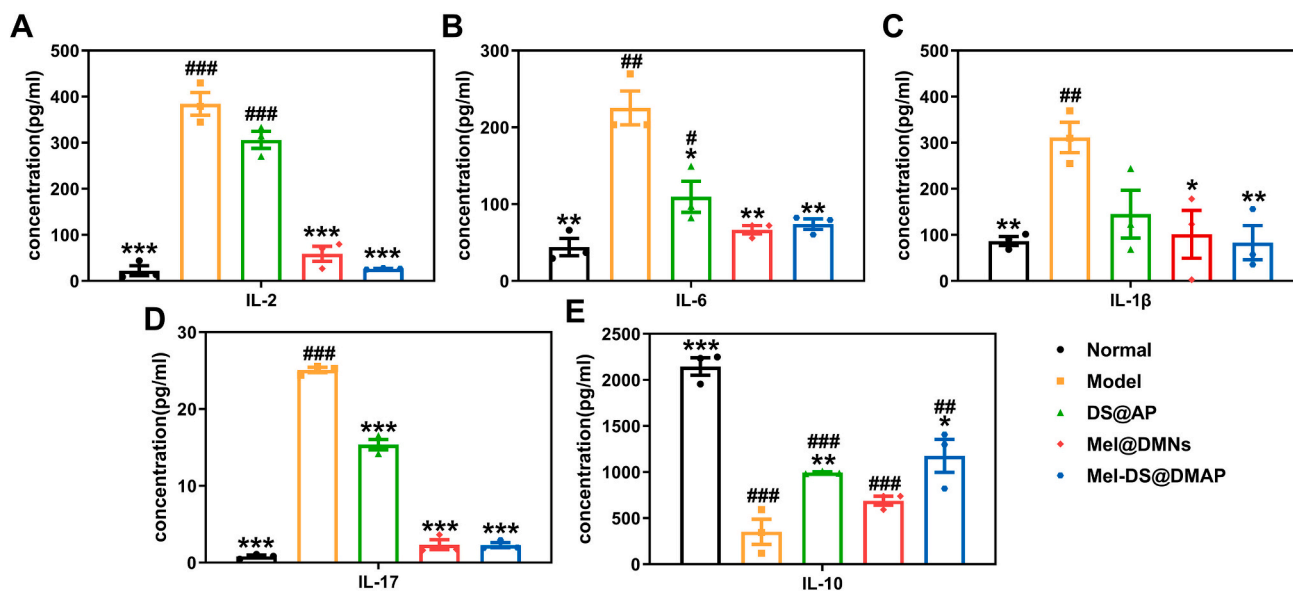 A
concentration(pg/ml)
500
400
300
200
100
0
***
###
###
***
***
IL-2
B
concentration(pg/ml)
300
200
100
0
**
##
#
*
**
**
IL-6
C
concentration(pg/ml)
500
400
300
200
100
0
**
##
*
**
IL-1β
D
concentration(pg/ml)
30
20
10
0
***
###
***
***
***
IL-17
E
concentration(pg/ml)
2500
2000
1500
1000
500
0
***
###
###
**
###
##
*
IL-10
Normal
Model
DS@AP
Mel@DMNs
Mel-DS@DMAP